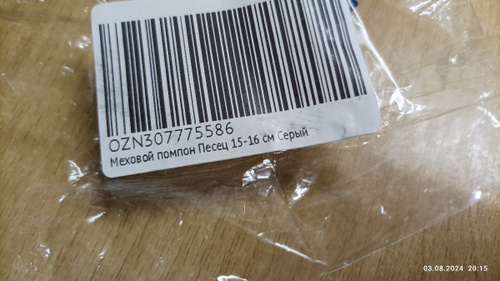 OZN307775586
Меховой помпон Песец 15-16 см Серый
03.08.2024 20:15